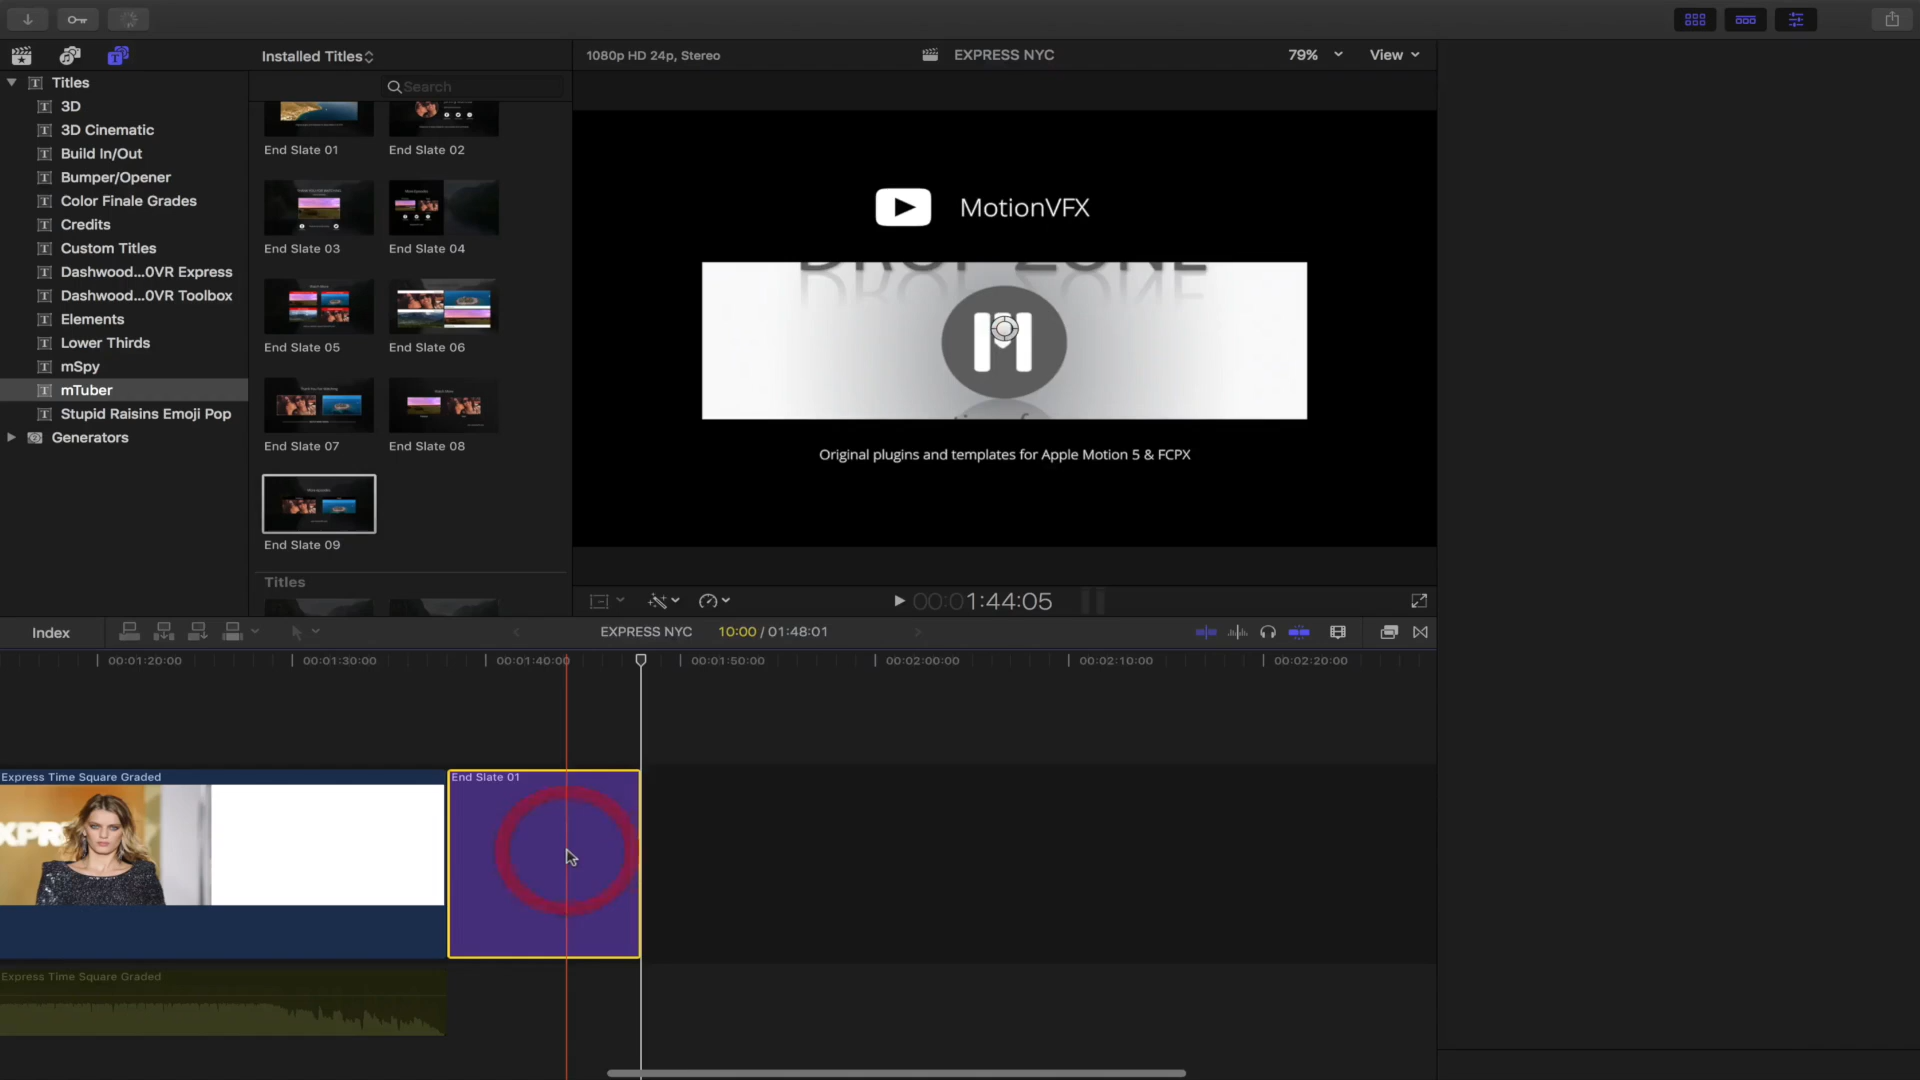 Installed Titles
1080p HD 24p, Stereo
EXPRESS NYC
79%
View
Titles
Search
3D
3D Cinematic
Build In/Out
Bumper/Opener
Color Finale Grades
Credits
Custom Titles
Dashwood...0VR Express
Dashwood...0VR Toolbox
Elements
Lower Thirds
mSpy
mTuber
Stupid Raisins Emoji Pop
Generators
End Slate 01
End Slate 02
End Slate 03
End Slate 04
End Slate 05
End Slate 06
End Slate 07
End Slate 08
End Slate 09
Titles
MotionVFX
DROP ZONE
Original plugins and templates for Apple Motion 5 & FCPX
00:01:44:05
Index
EXPRESS NYC
10:00 / 01:48:01
00:01:20:00
00:01:30:00
00:01:40:00
00:01:50:00
00:02:00:00
00:02:10:00
00:02:20:00
Express Time Square Graded
End Slate 01
XPR
Express Time Square Graded